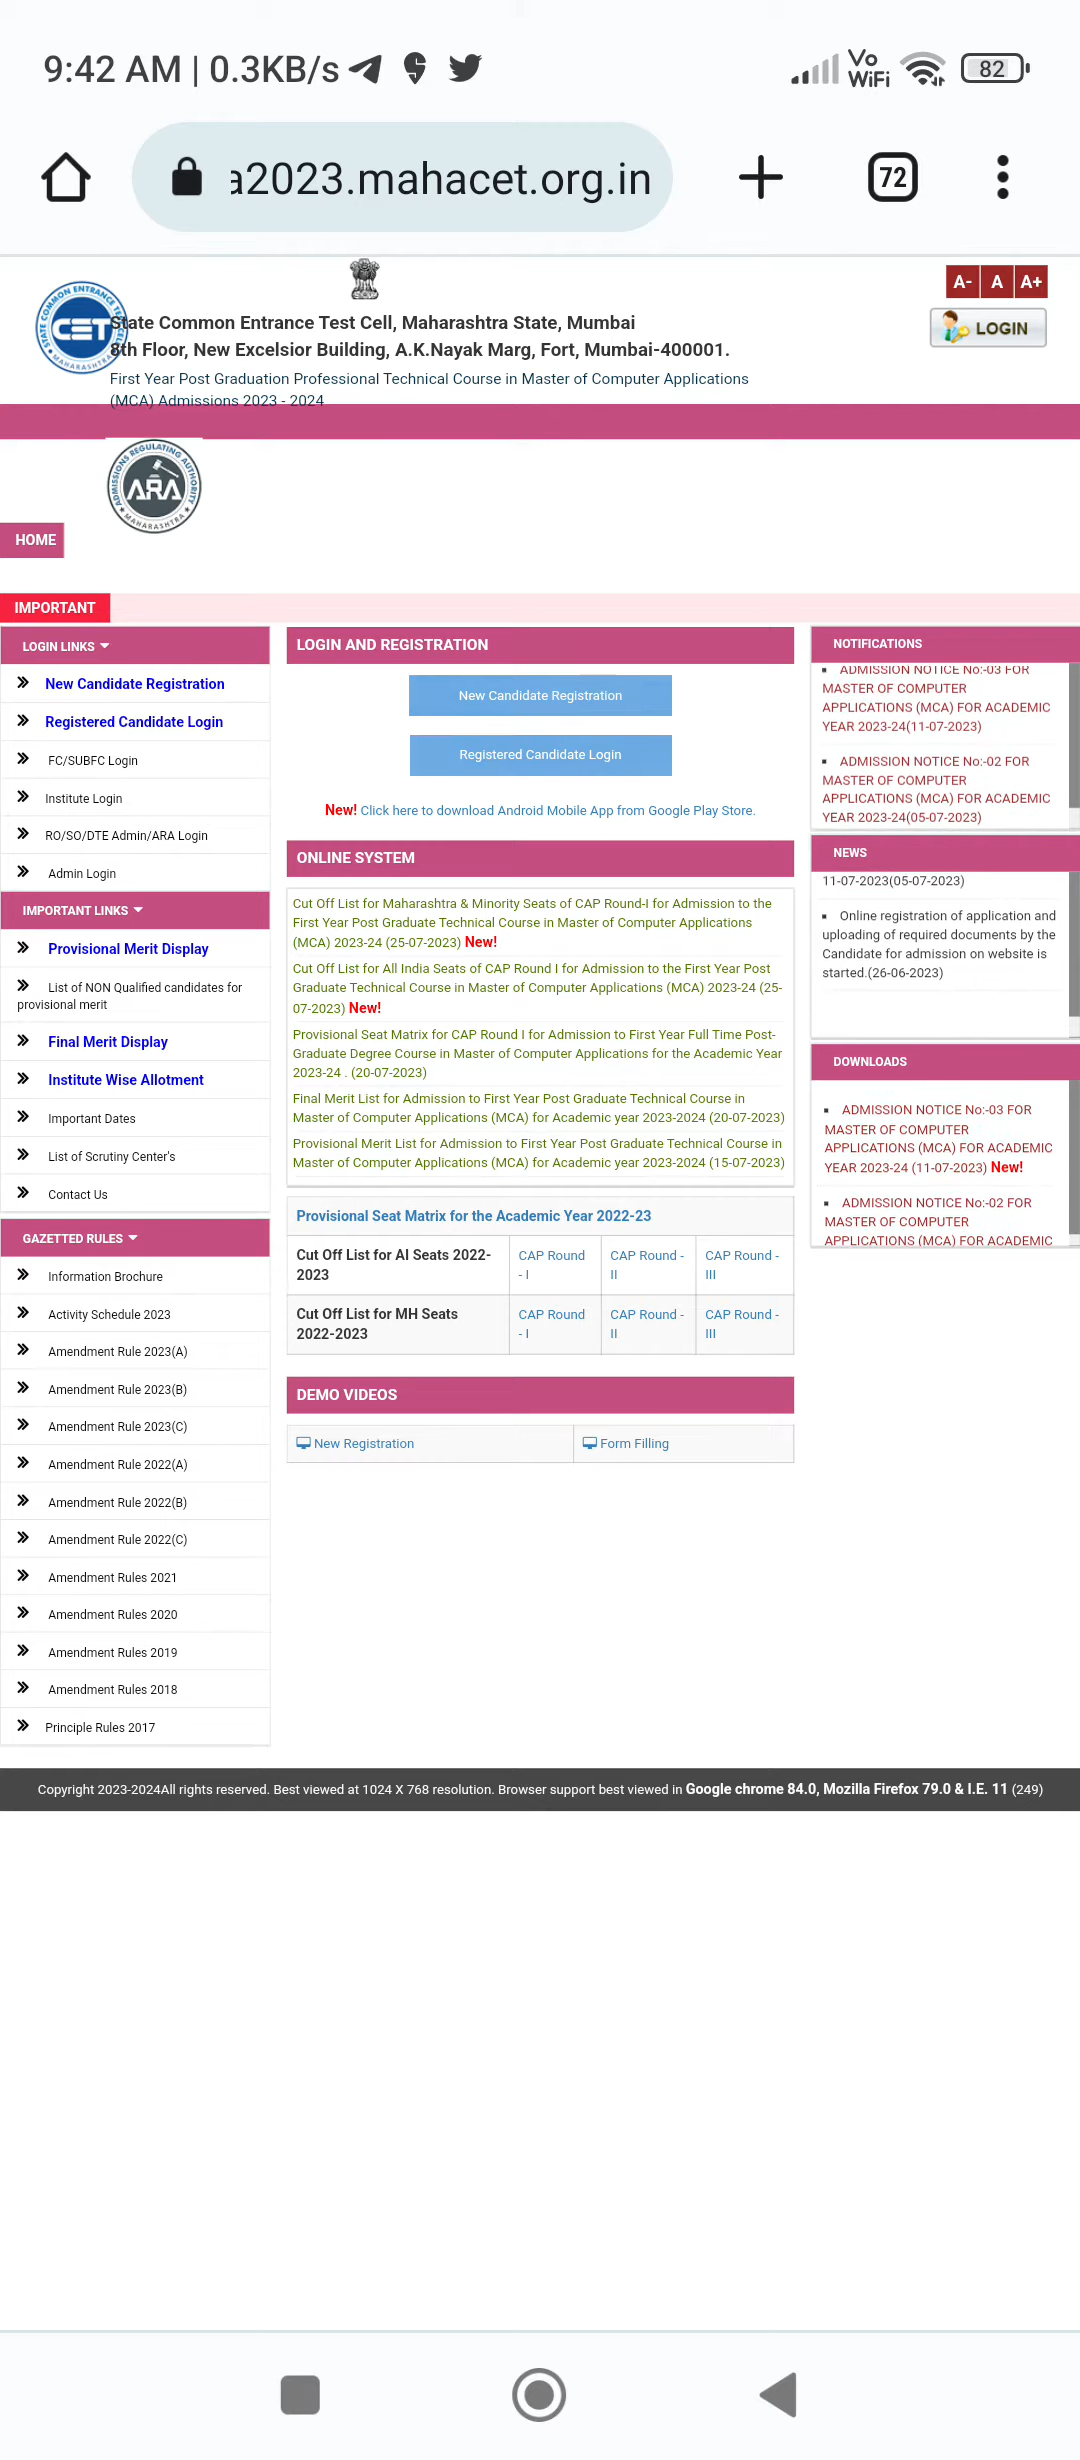 9:42 AM | 0.3KB/s
Vo
WiFi
82
a2023.mahacet.org.in
72
A- A A+
LOGIN
STATE COMMON ENTRANCE TEST CELL
CET
MAHARASHTRA
State Common Entrance Test Cell, Maharashtra State, Mumbai
8th Floor, New Excelsior Building, A.K.Nayak Marg, Fort, Mumbai-400001.
First Year Post Graduation Professional Technical Course in Master of Computer Applications
(MCA) Admissions 2023 - 2024
ADMISSIONS REGULATING AUTHORITY
ARA
MAHARASHTRA
HOME
IMPORTANT
LOGIN LINKS
New Candidate Registration
Registered Candidate Login
FC/SUBFC Login
Institute Login
RO/SO/DTE Admin/ARA Login
Admin Login
IMPORTANT LINKS
Provisional Merit Display
List of NON Qualified candidates for
provisional merit
Final Merit Display
Institute Wise Allotment
Important Dates
List of Scrutiny Center's
Contact Us
GAZETTED RULES
Information Brochure
Activity Schedule 2023
Amendment Rule 2023(A)
Amendment Rule 2023(B)
Amendment Rule 2023(C)
Amendment Rule 2022(A)
Amendment Rule 2022(B)
Amendment Rule 2022(C)
Amendment Rules 2021
Amendment Rules 2020
Amendment Rules 2019
Amendment Rules 2018
Principle Rules 2017
LOGIN AND REGISTRATION
New Candidate Registration
Registered Candidate Login
New! Click here to download Android Mobile App from Google Play Store.
ONLINE SYSTEM
Cut Off List for Maharashtra & Minority Seats of CAP Round-I for Admission to the
First Year Post Graduate Technical Course in Master of Computer Applications
(MCA) 2023-24 (25-07-2023) New!
Cut Off List for All India Seats of CAP Round I for Admission to the First Year Post
Graduate Technical Course in Master of Computer Applications (MCA) 2023-24 (25-
07-2023) New!
Provisional Seat Matrix for CAP Round I for Admission to First Year Full Time Post-
Graduate Degree Course in Master of Computer Applications for the Academic Year
2023-24 . (20-07-2023)
Final Merit List for Admission to First Year Post Graduate Technical Course in
Master of Computer Applications (MCA) for Academic year 2023-2024 (20-07-2023)
Provisional Merit List for Admission to First Year Post Graduate Technical Course in
Master of Computer Applications (MCA) for Academic year 2023-2024 (15-07-2023)
Provisional Seat Matrix for the Academic Year 2022-23
Cut Off List for AI Seats 2022- CAP Round CAP Round - CAP Round -
2023 - I II III
Cut Off List for MH Seats CAP Round CAP Round - CAP Round -
2022-2023 - I II III
DEMO VIDEOS
New Registration Form Filling
NOTIFICATIONS
ADMISSION NOTICE No:-03 FOR
MASTER OF COMPUTER
APPLICATIONS (MCA) FOR ACADEMIC
YEAR 2023-24(11-07-2023)
ADMISSION NOTICE No:-02 FOR
MASTER OF COMPUTER
APPLICATIONS (MCA) FOR ACADEMIC
YEAR 2023-24(05-07-2023)
NEWS
11-07-2023(05-07-2023)
Online registration of application and
uploading of required documents by the
Candidate for admission on website is
started.(26-06-2023)
DOWNLOADS
ADMISSION NOTICE No:-03 FOR
MASTER OF COMPUTER
APPLICATIONS (MCA) FOR ACADEMIC
YEAR 2023-24 (11-07-2023) New!
ADMISSION NOTICE No:-02 FOR
MASTER OF COMPUTER
APPLICATIONS (MCA) FOR ACADEMIC
Copyright 2023-2024All rights reserved. Best viewed at 1024 X 768 resolution. Browser support best viewed in Google chrome 84.0, Mozilla Firefox 79.0 & I.E. 11 (249)